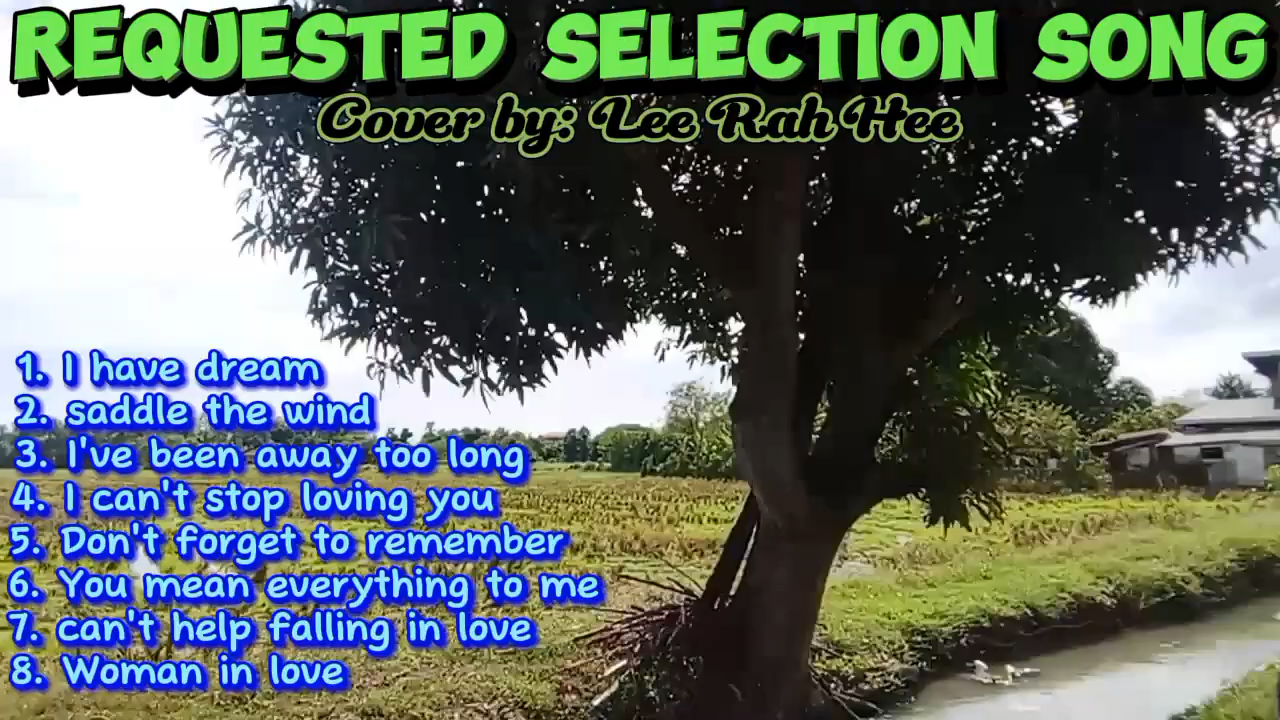 REQUESTED SELECTION SONG
Cover by: Lee Rah Hee
1. I have dream
2. saddle the wind
3. I've been away too long
4. I can't stop loving you
5. Don't forget to remember
6. You mean everything to me
7. can't help falling in love
8. Woman in love